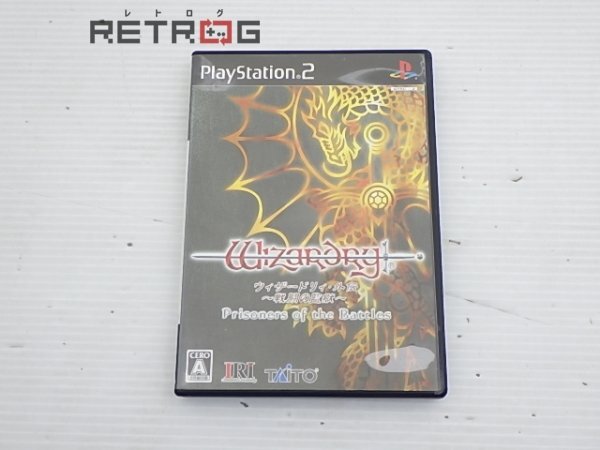 レトログ
RETROG
PlayStation.2
Wizardry
ウィザードリィ・外伝
～戦闘の監獄～
Prisoners of the Battles
CERO
A
IRI
TAITO